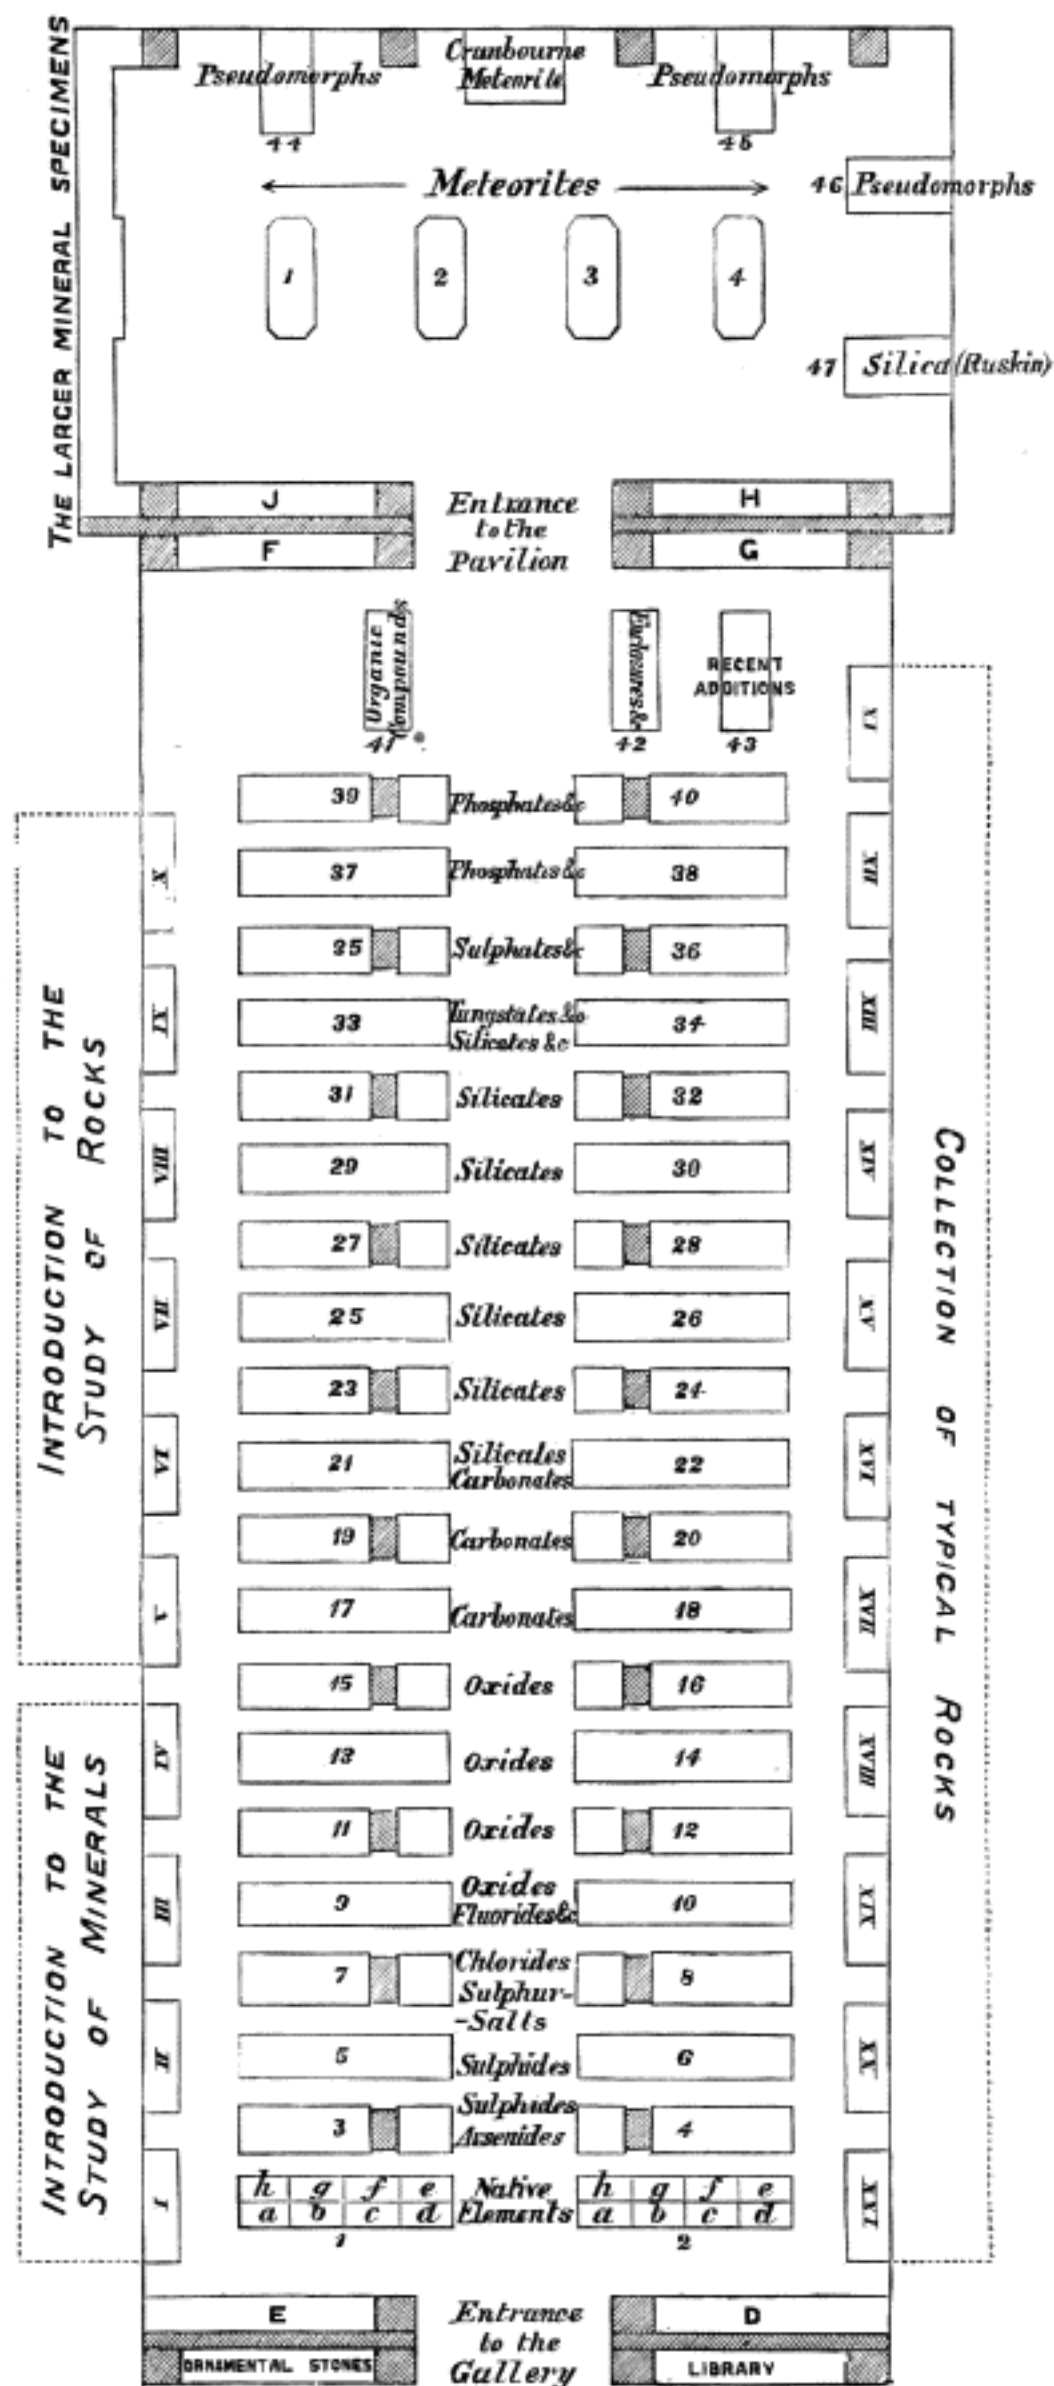 THE LARGER MINERAL SPECIMENS
Pseudomorphs
Cranbourne
Meteorite
Pseudomorphs
44
45
Meteorites
46 Pseudomorphs
1
2
3
4
47 Silica (Ruskin)
J
Entrance
to the
Pavilion
H
F
G
Organic
Compounds
41
Enclosures &c
42
RECENT
ADDITIONS
43
XI
39 Phosphates &c 40
X
37 Phosphates &c 38
XII
35 Sulphates &c 36
IX
33 Tungstates &c
Silicates &c 34
XIII
31 Silicates 32
VIII
29 Silicates 30
XIV
27 Silicates 28
VII
25 Silicates 26
XV
23 Silicates 24
VI
21 Silicates
Carbonates 22
XVI
19 Carbonates 20
V
17 Carbonates 18
XVII
INTRODUCTION TO THE
STUDY OF ROCKS
COLLECTION OF TYPICAL ROCKS
15 Oxides 16
IV
13 Oxides 14
XVIII
11 Oxides 12
III
9 Oxides
Fluorides &c 10
XIX
7 Chlorides 8
Sulphur-
-Salts
II
5 Sulphides 6
XX
3 Sulphides
Arsenides 4
I
h g f e Native h g f e
a b c d Elements a b c d
1 2
XXI
INTRODUCTION TO THE
STUDY OF MINERALS
E
Entrance
to the
Gallery
D
ORNAMENTAL STONES
LIBRARY